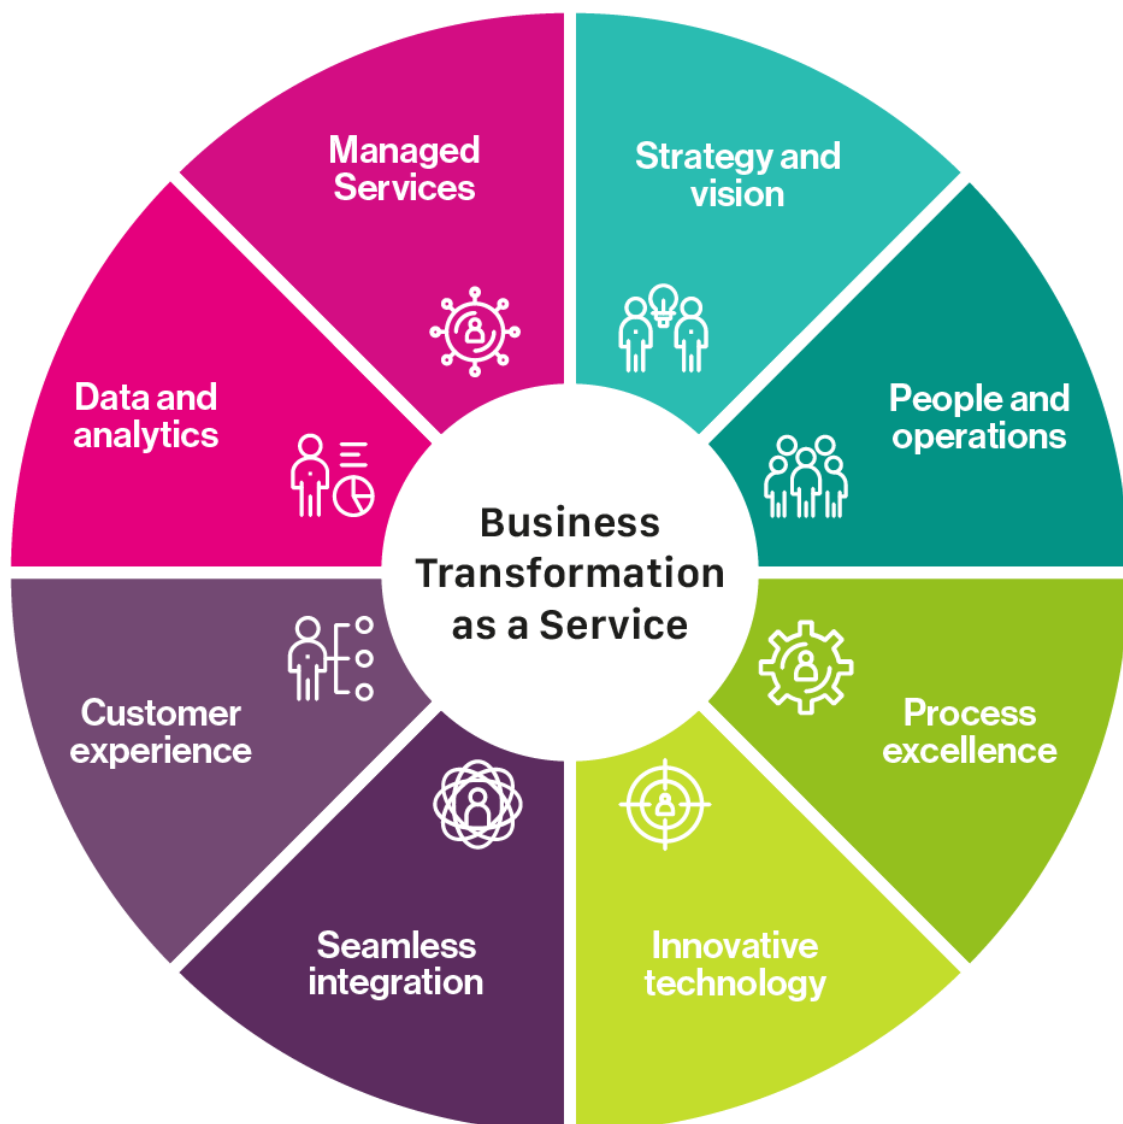 Business
Transformation
as a Service
Strategy and
vision
People and
operations
Process
excellence
Innovative
technology
Seamless
integration
Customer
experience
Data and
analytics
Managed
Services